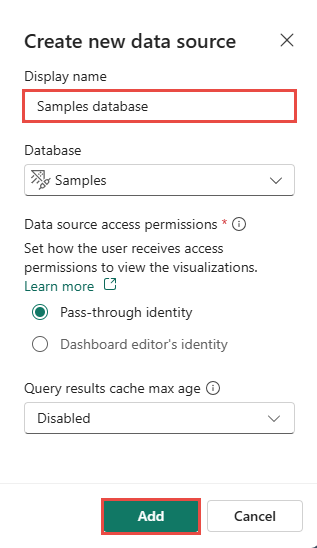 Create new data source
Display name
Samples database
Database
Samples
Data source access permissions *
Set how the user receives access
permissions to view the visualizations.
Learn more
Pass-through identity
Dashboard editor's identity
Query results cache max age
Disabled
Add
Cancel